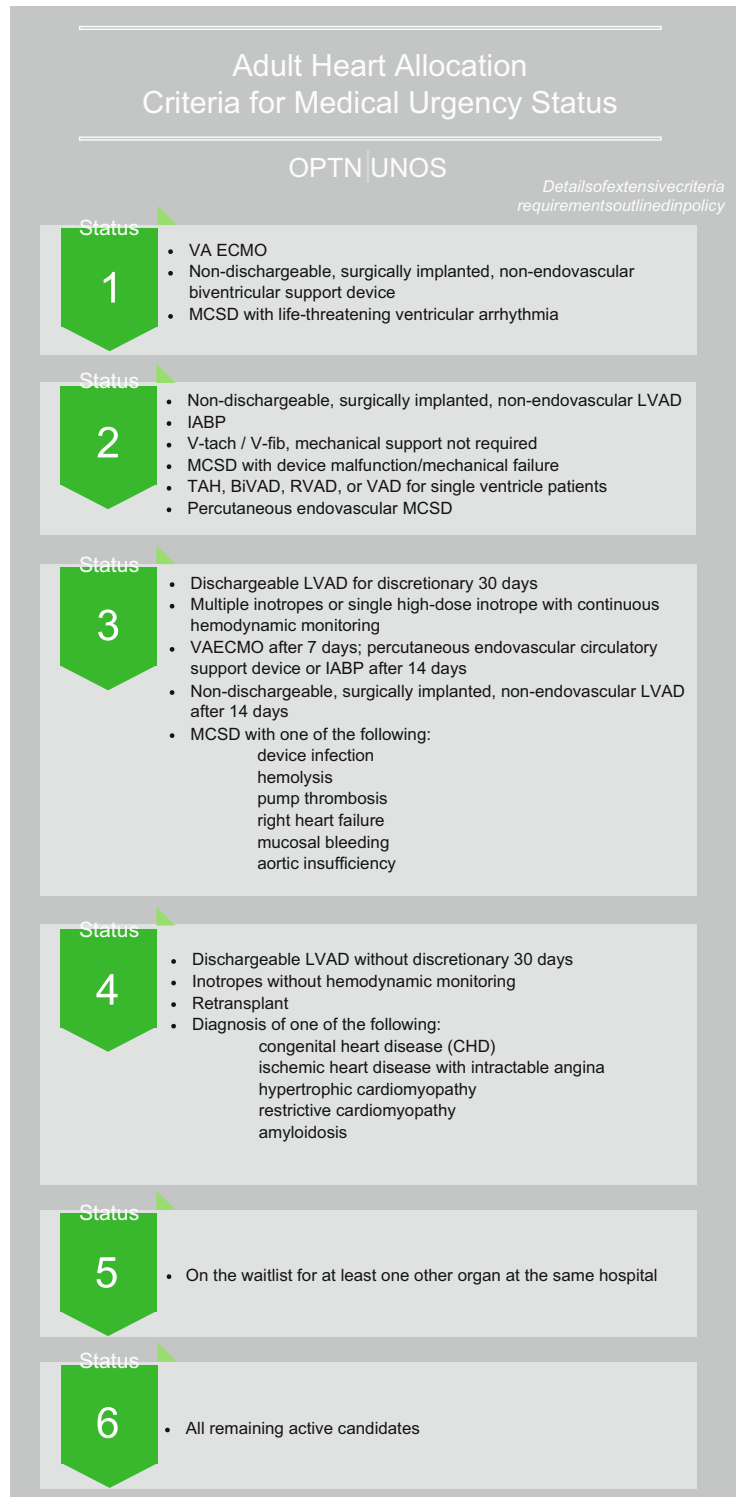 Adult Heart Allocation
Criteria for Medical Urgency Status
OPTN UNOS
Detailsofextensivecriteria
requirementsoutlinedinpolicy
Status
1
• VA ECMO
• Non-dischargeable, surgically implanted, non-endovascular
biventricular support device
• MCSD with life-threatening ventricular arrhythmia
Status
2
• Non-dischargeable, surgically implanted, non-endovascular LVAD
• IABP
• V-tach / V-fib, mechanical support not required
• MCSD with device malfunction/mechanical failure
• TAH, BiVAD, RVAD, or VAD for single ventricle patients
• Percutaneous endovascular MCSD
Status
3
• Dischargeable LVAD for discretionary 30 days
• Multiple inotropes or single high-dose inotrope with continuous
hemodynamic monitoring
• VAECMO after 7 days; percutaneous endovascular circulatory
support device or IABP after 14 days
• Non-dischargeable, surgically implanted, non-endovascular LVAD
after 14 days
• MCSD with one of the following:
device infection
hemolysis
pump thrombosis
right heart failure
mucosal bleeding
aortic insufficiency
Status
4
• Dischargeable LVAD without discretionary 30 days
• Inotropes without hemodynamic monitoring
• Retransplant
• Diagnosis of one of the following:
congenital heart disease (CHD)
ischemic heart disease with intractable angina
hypertrophic cardiomyopathy
restrictive cardiomyopathy
amyloidosis
Status
5
• On the waitlist for at least one other organ at the same hospital
Status
6
• All remaining active candidates